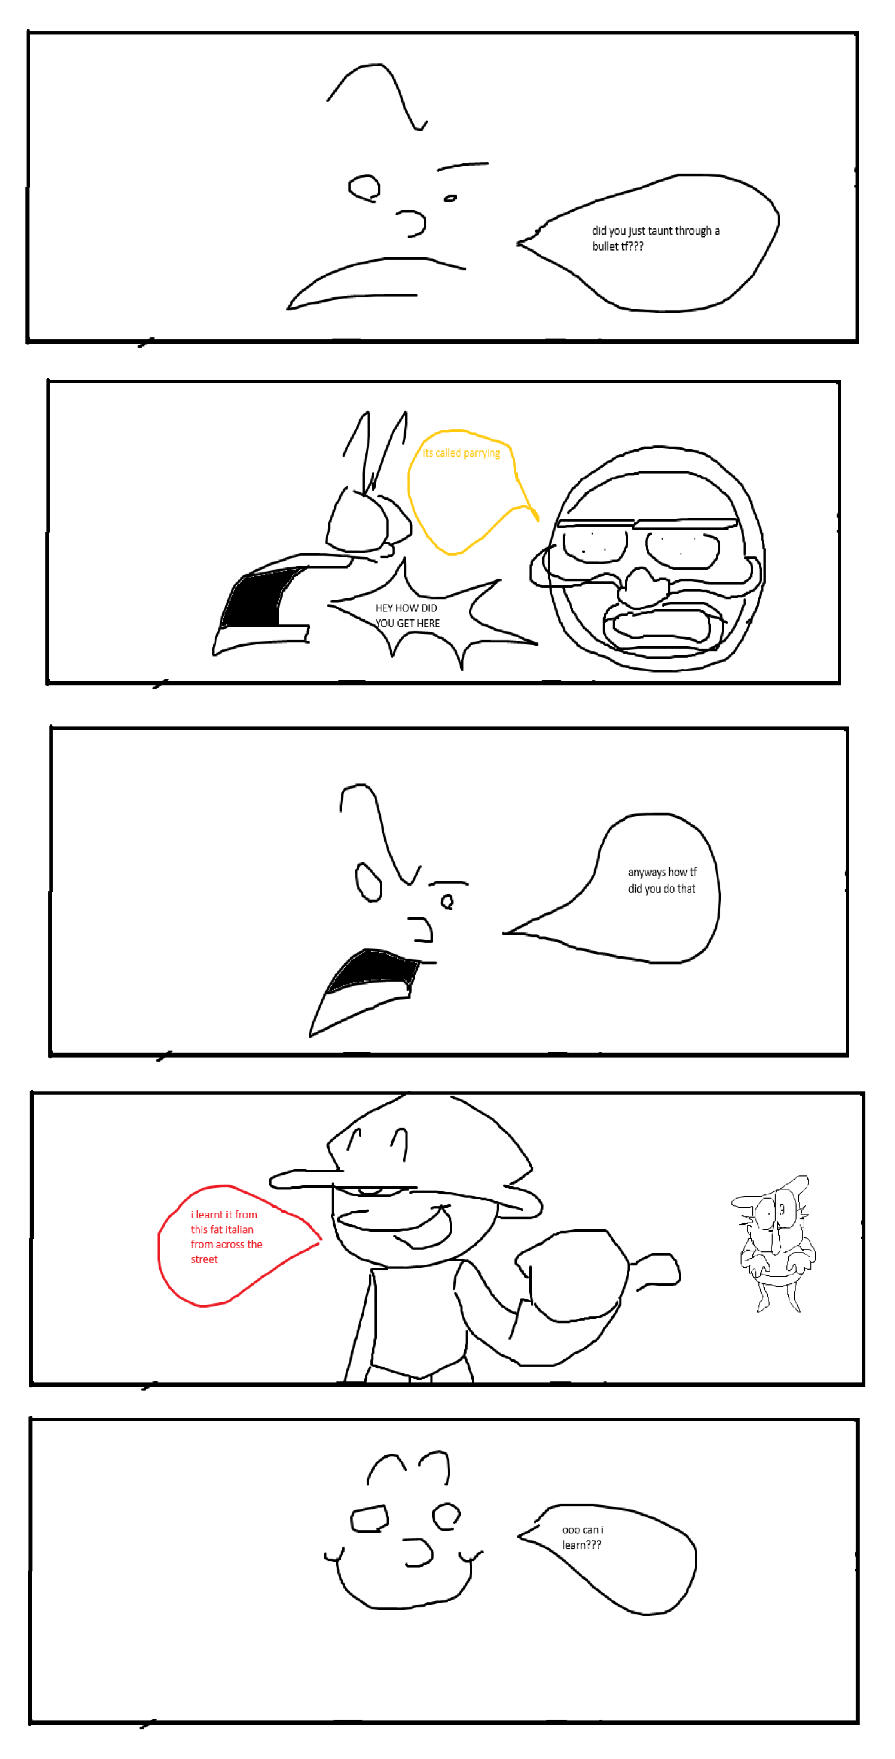 did you just taunt through a
bullet tf???
its called parrying
HEY HOW DID
YOU GET HERE
anyways how tf
did you do that
i learnt it from
this fat italian
from across the
street
ooo can i
learn???